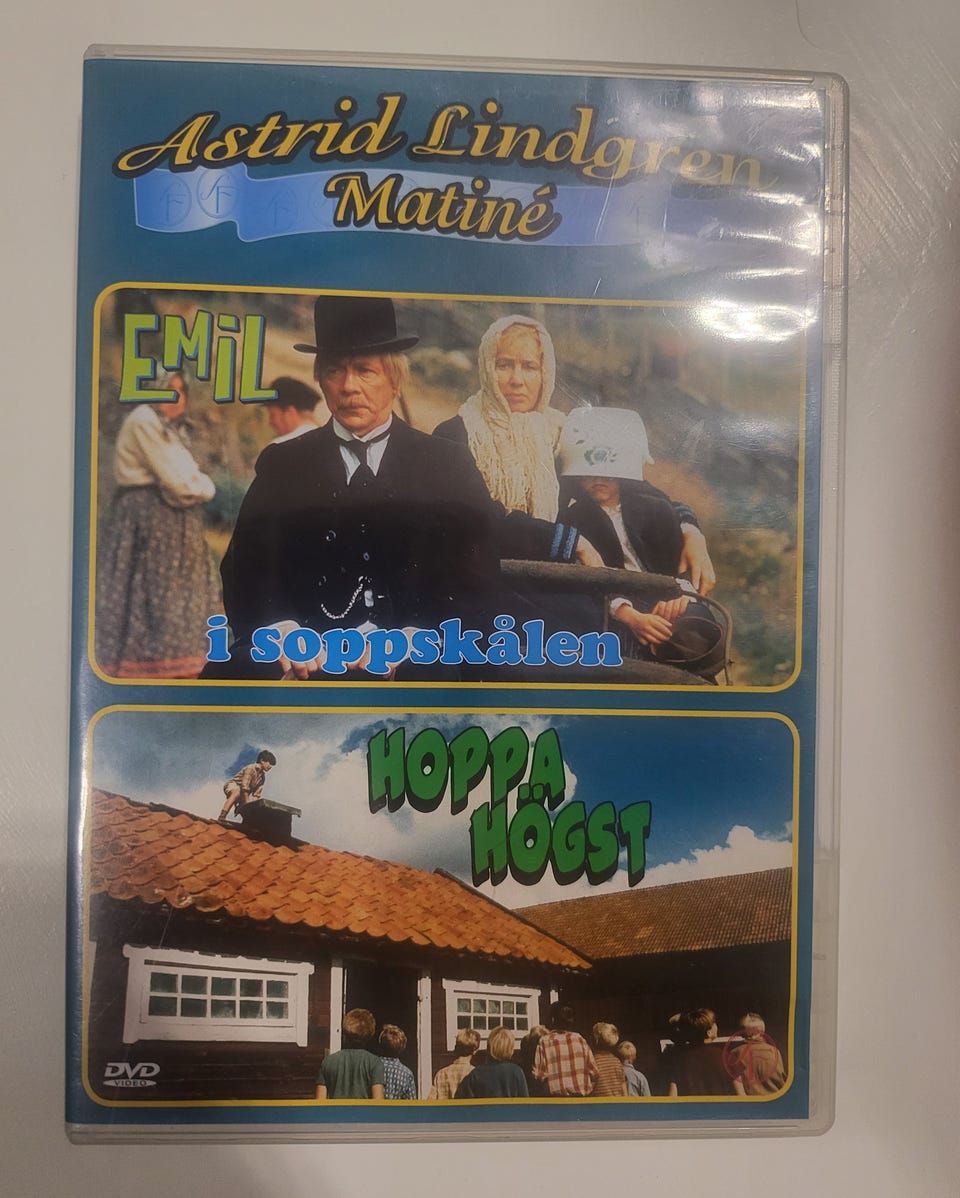 Astrid Lindgren
Matiné
EMiL
i soppskålen
HOPPA
HÖGST
DVD
VIDEO